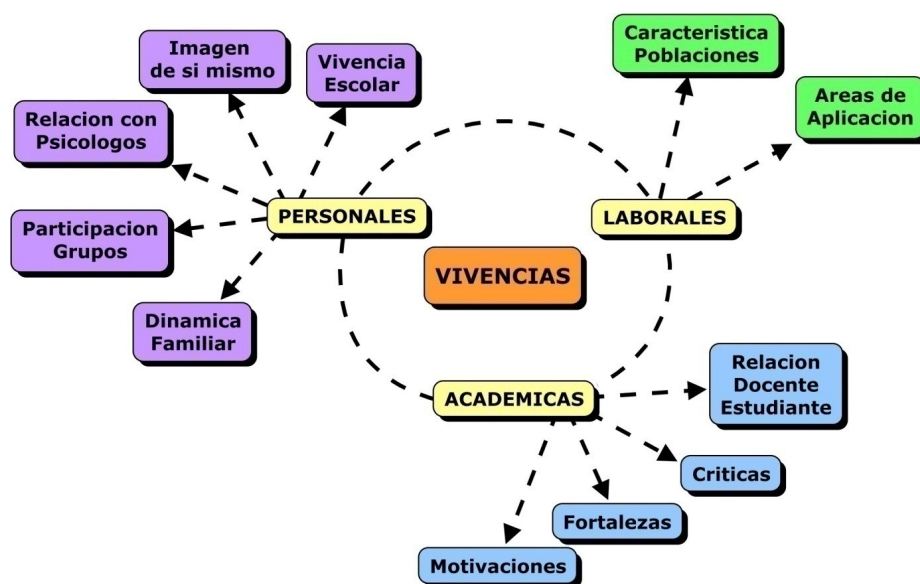 Imagen
de si mismo
Vivencia
Escolar
Relacion con
Psicologos
Participacion
Grupos
Dinamica
Familiar
PERSONALES
Caracteristica
Poblaciones
Areas de
Aplicacion
LABORALES
VIVENCIAS
ACADEMICAS
Relacion
Docente
Estudiante
Criticas
Fortalezas
Motivaciones